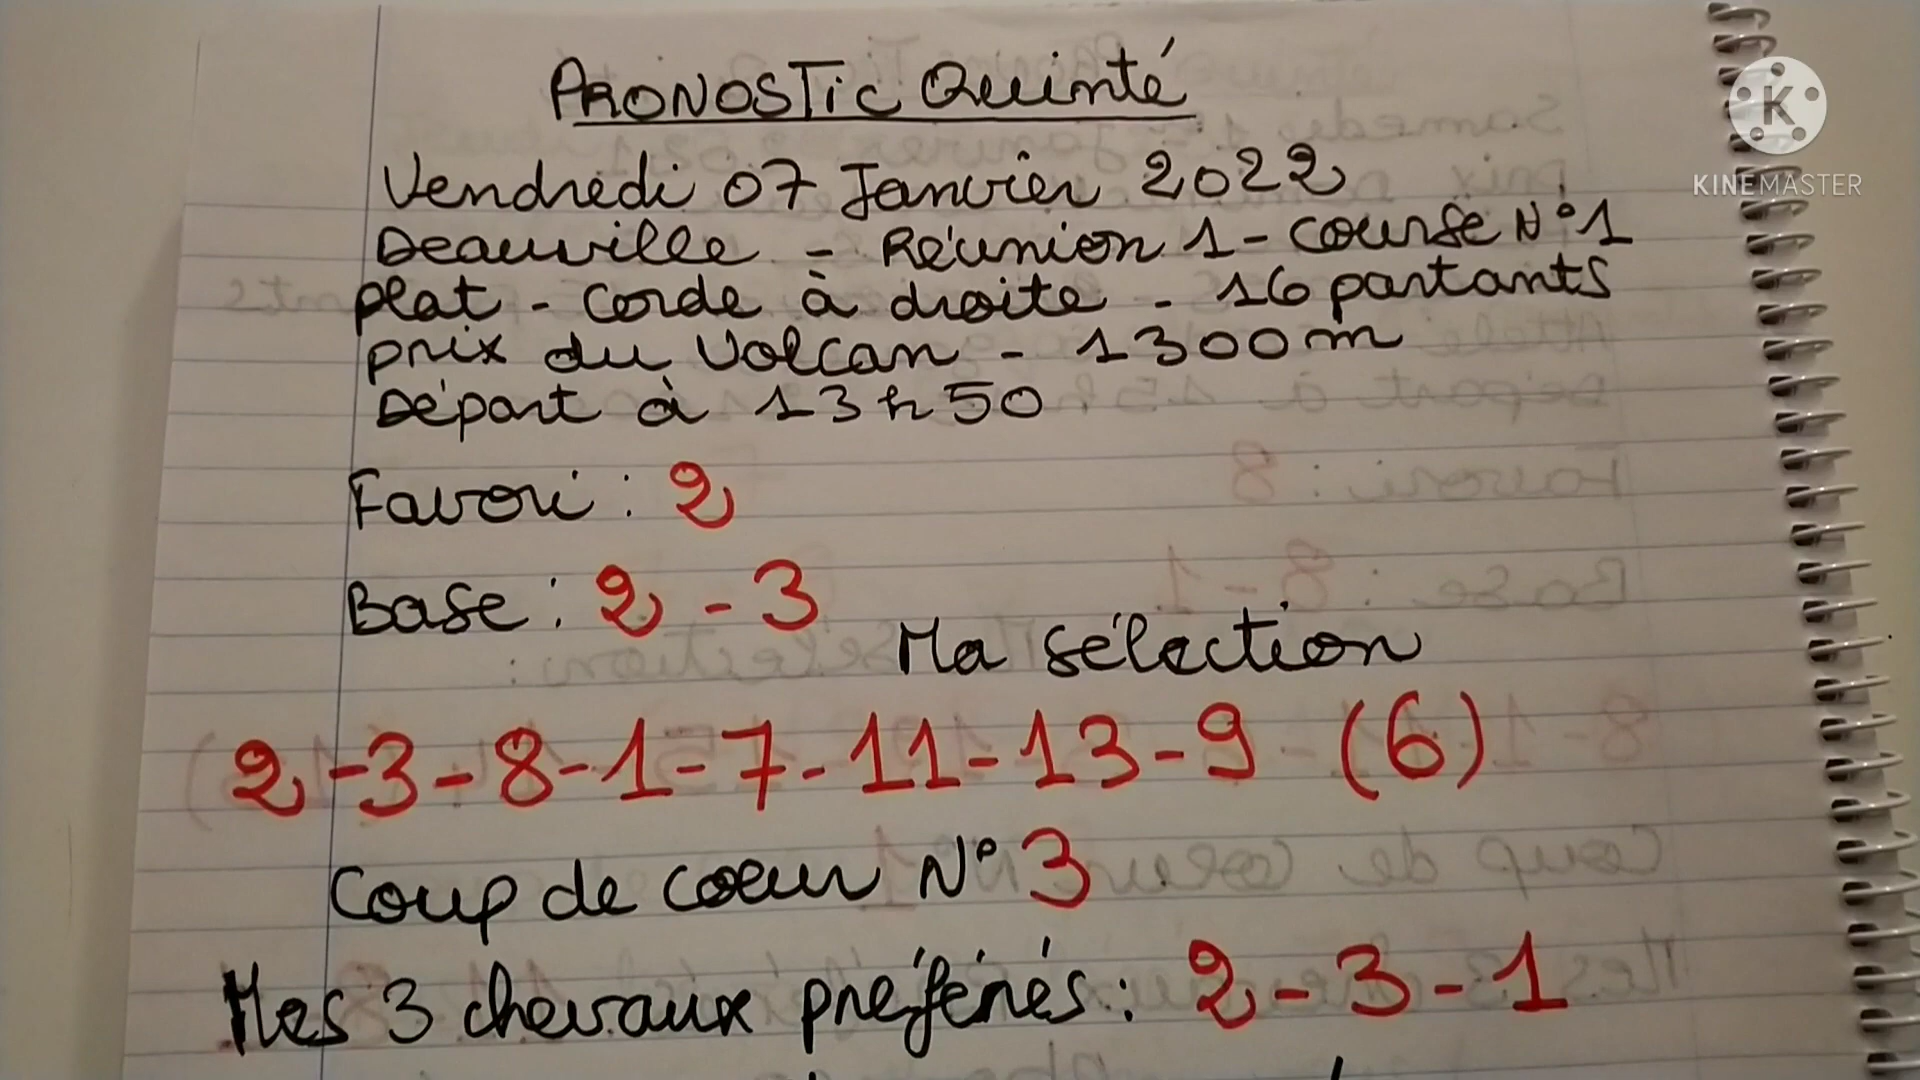 PRONOSTIC Quinté
Vendredi 07 Janvier 2022
Deauville - Réunion 1 - course N°1
plat - corde à droite - 16 partants
prix du Volcan - 1300m
Départ à 13h50
Favori : 2
Base : 2 - 3
Ma sélection
2 - 3 - 8 - 1 - 7 - 11 - 13 - 9 - (6)
Coup de coeur N° 3
Mes 3 chevaux préférés : 2 - 3 - 1
K
KINEMASTER